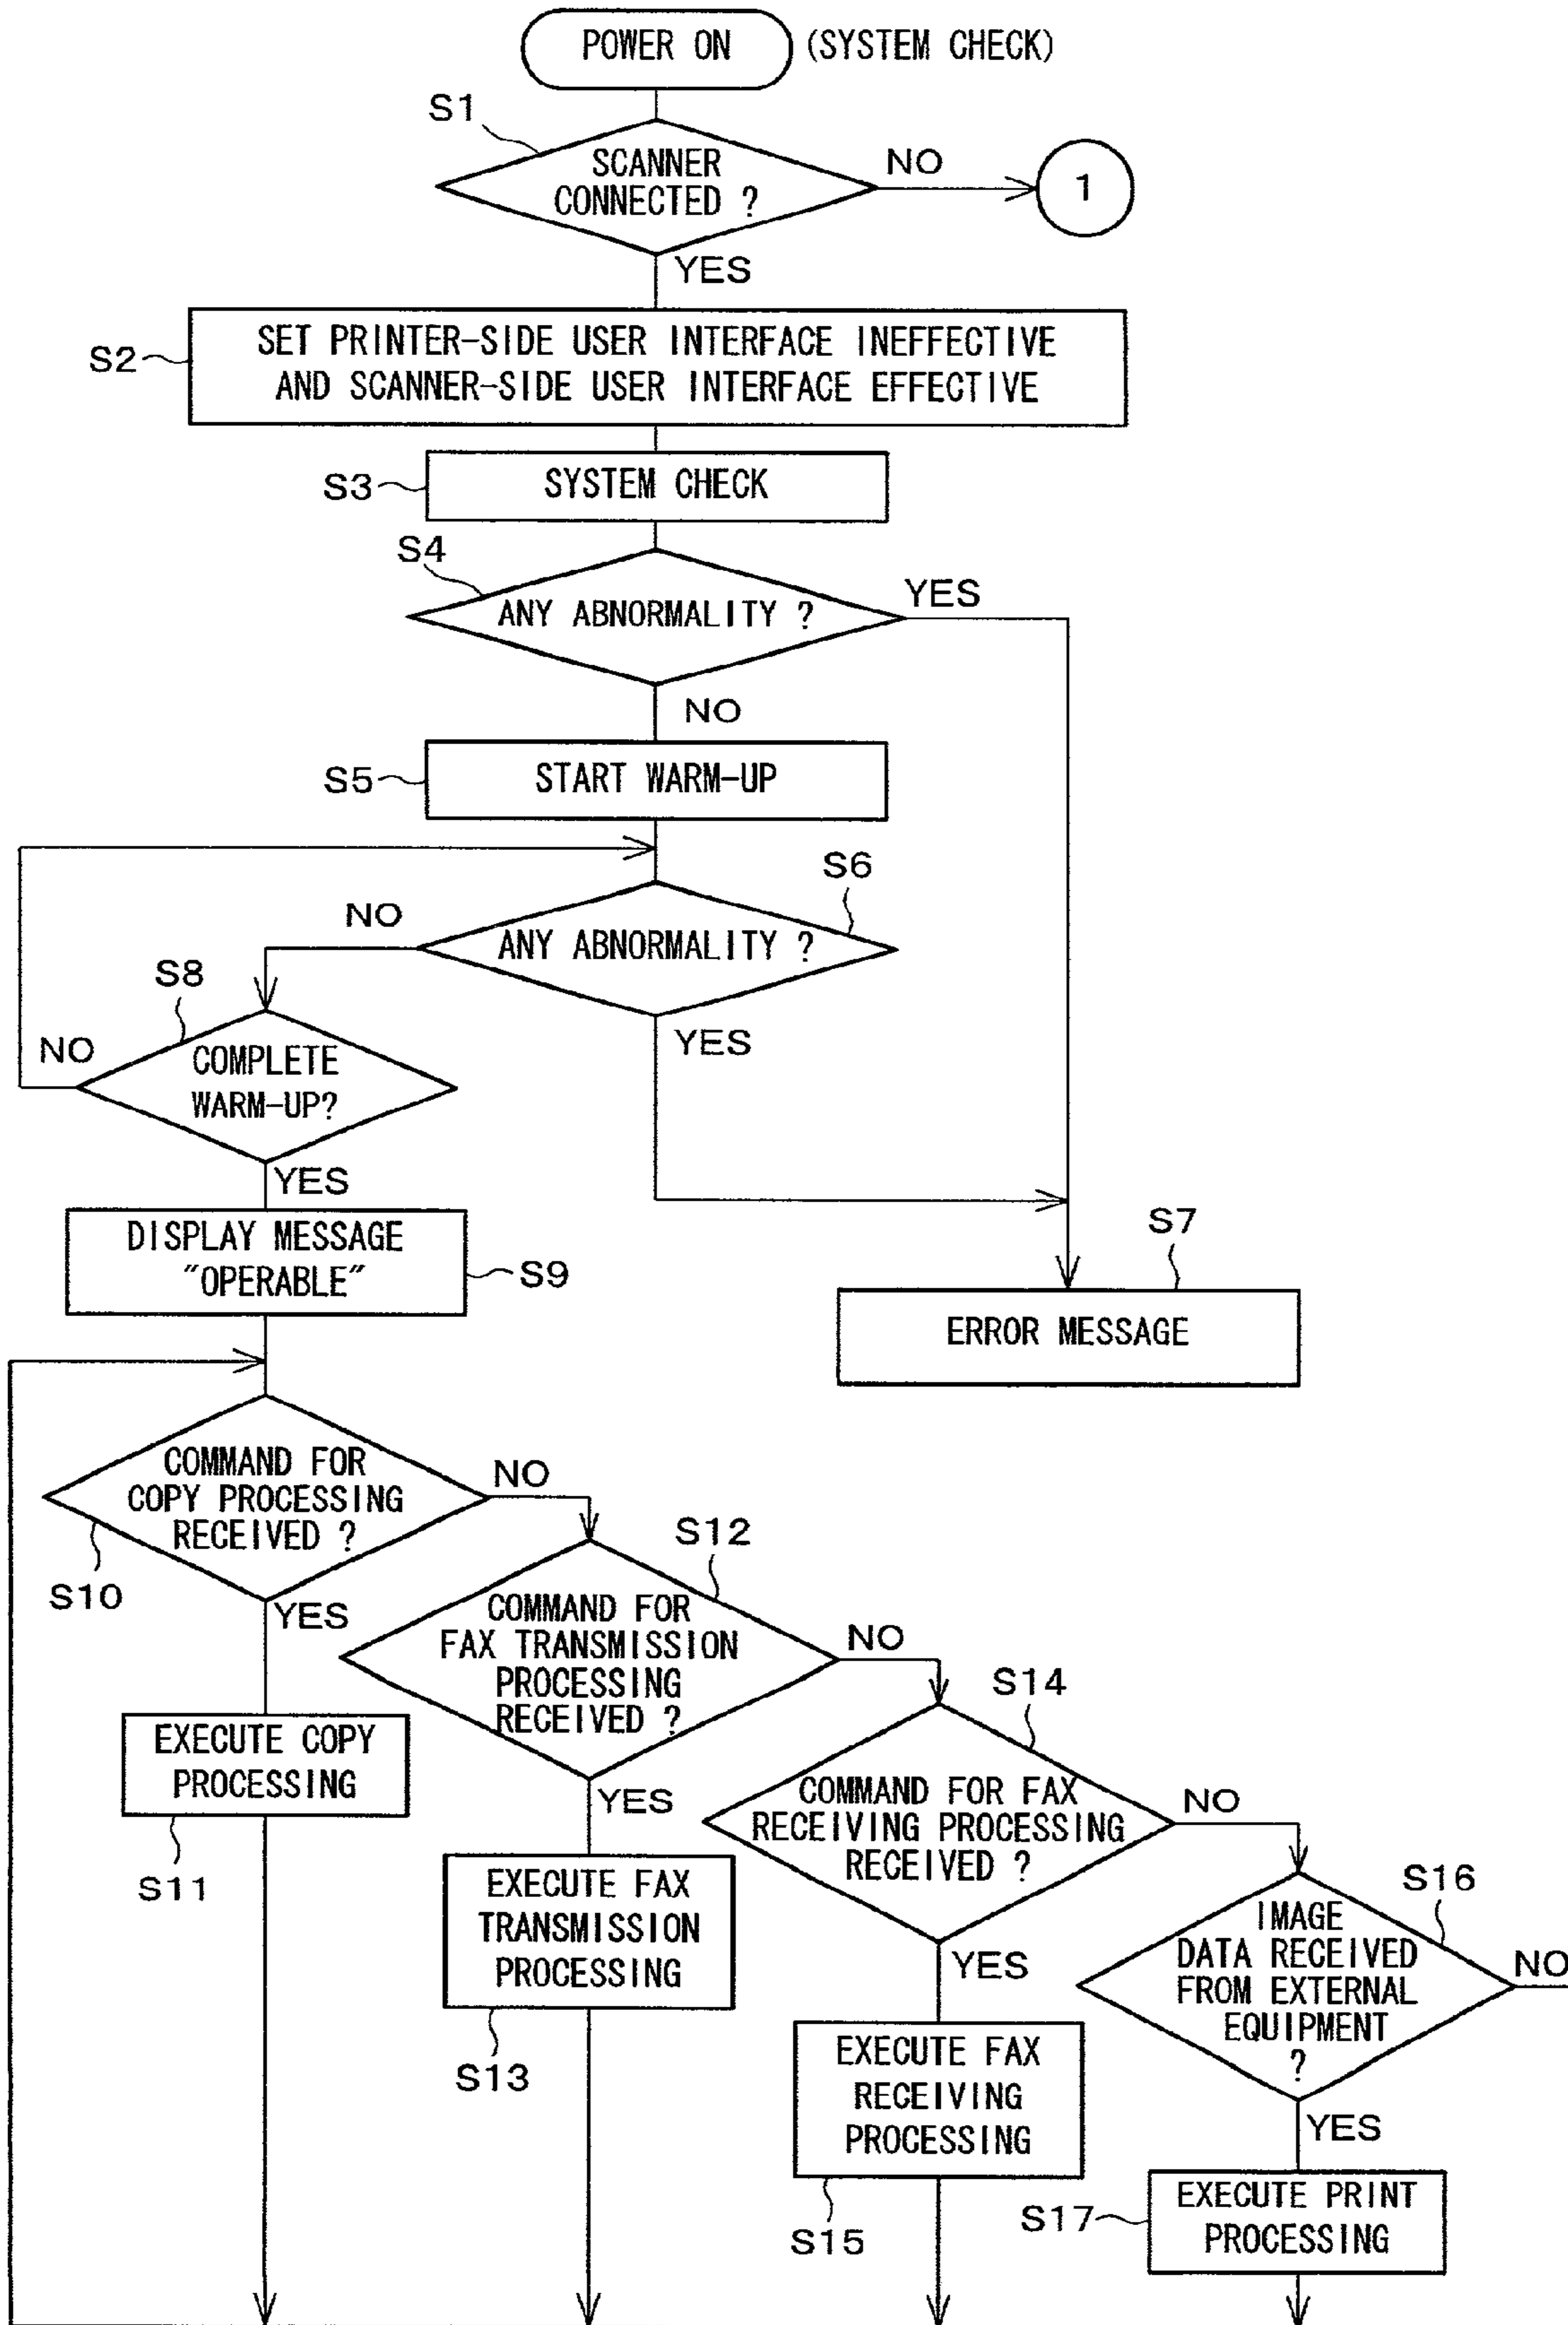 POWER ON
(SYSTEM CHECK)
S1
SCANNER
CONNECTED ?
NO
1
YES
S2
SET PRINTER-SIDE USER INTERFACE INEFFECTIVE
AND SCANNER-SIDE USER INTERFACE EFFECTIVE
S3
SYSTEM CHECK
S4
ANY ABNORMALITY ?
YES
NO
S5
START WARM-UP
S6
NO
ANY ABNORMALITY ?
S8
YES
NO
COMPLETE
WARM-UP?
YES
DISPLAY MESSAGE
"OPERABLE"
S9
S7
ERROR MESSAGE
COMMAND FOR
COPY PROCESSING
RECEIVED ?
NO
S10
YES
S12
COMMAND FOR
FAX TRANSMISSION
PROCESSING
RECEIVED ?
NO
YES
EXECUTE COPY
PROCESSING
S11
S14
COMMAND FOR FAX
RECEIVING PROCESSING
RECEIVED ?
NO
YES
EXECUTE FAX
TRANSMISSION
PROCESSING
S13
S16
IMAGE
DATA RECEIVED
FROM EXTERNAL
EQUIPMENT
?
NO
YES
EXECUTE FAX
RECEIVING
PROCESSING
S15
S17
EXECUTE PRINT
PROCESSING